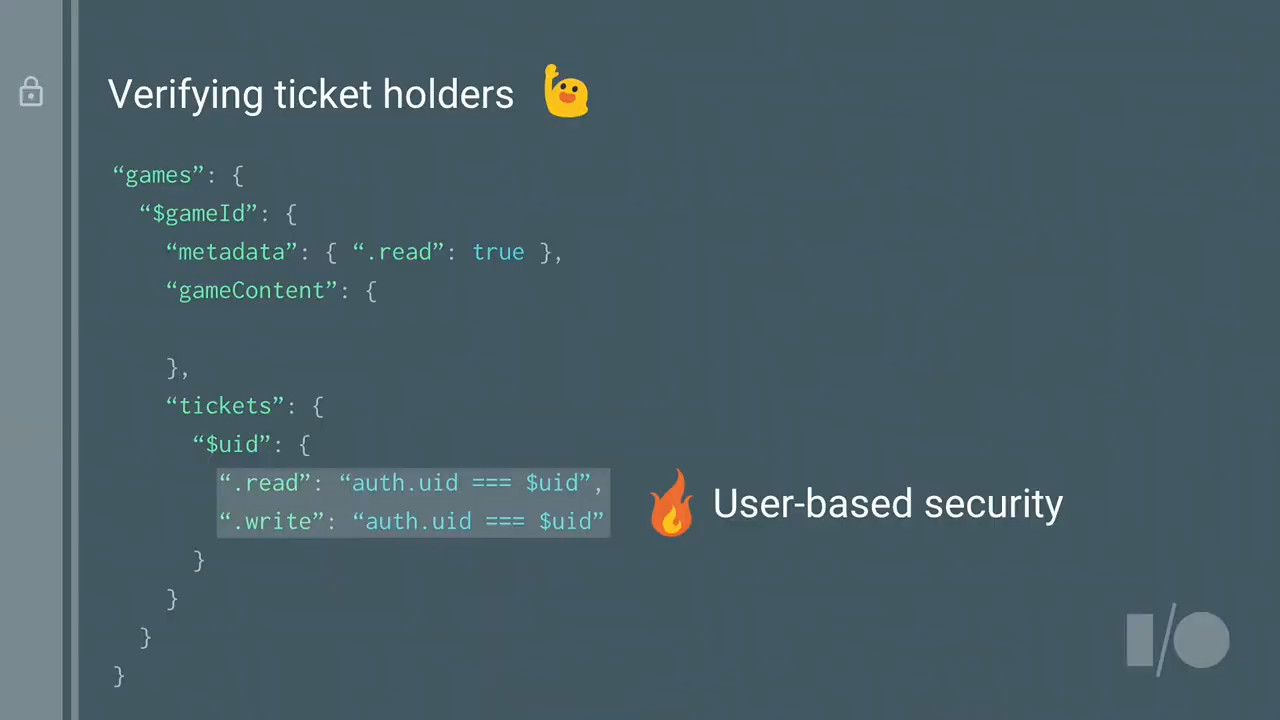 Verifying ticket holders
“games”: {
“$gameId”: {
“metadata”: { “.read”: true },
“gameContent”: {
},
“tickets”: {
“$uid”: {
“.read”: “auth.uid === $uid”,
“.write”: “auth.uid === $uid”
User-based security
}
}
}
}
I/O